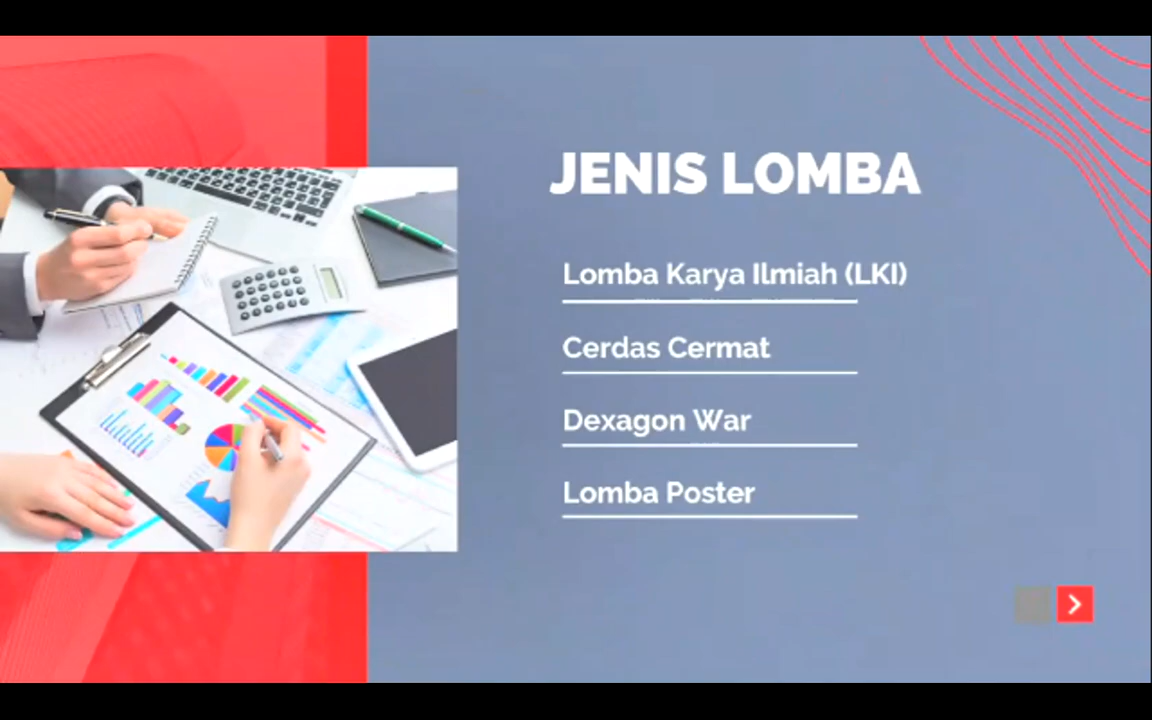 JENIS LOMBA
Lomba Karya Ilmiah (LKI)
Cerdas Cermat
Dexagon War
Lomba Poster